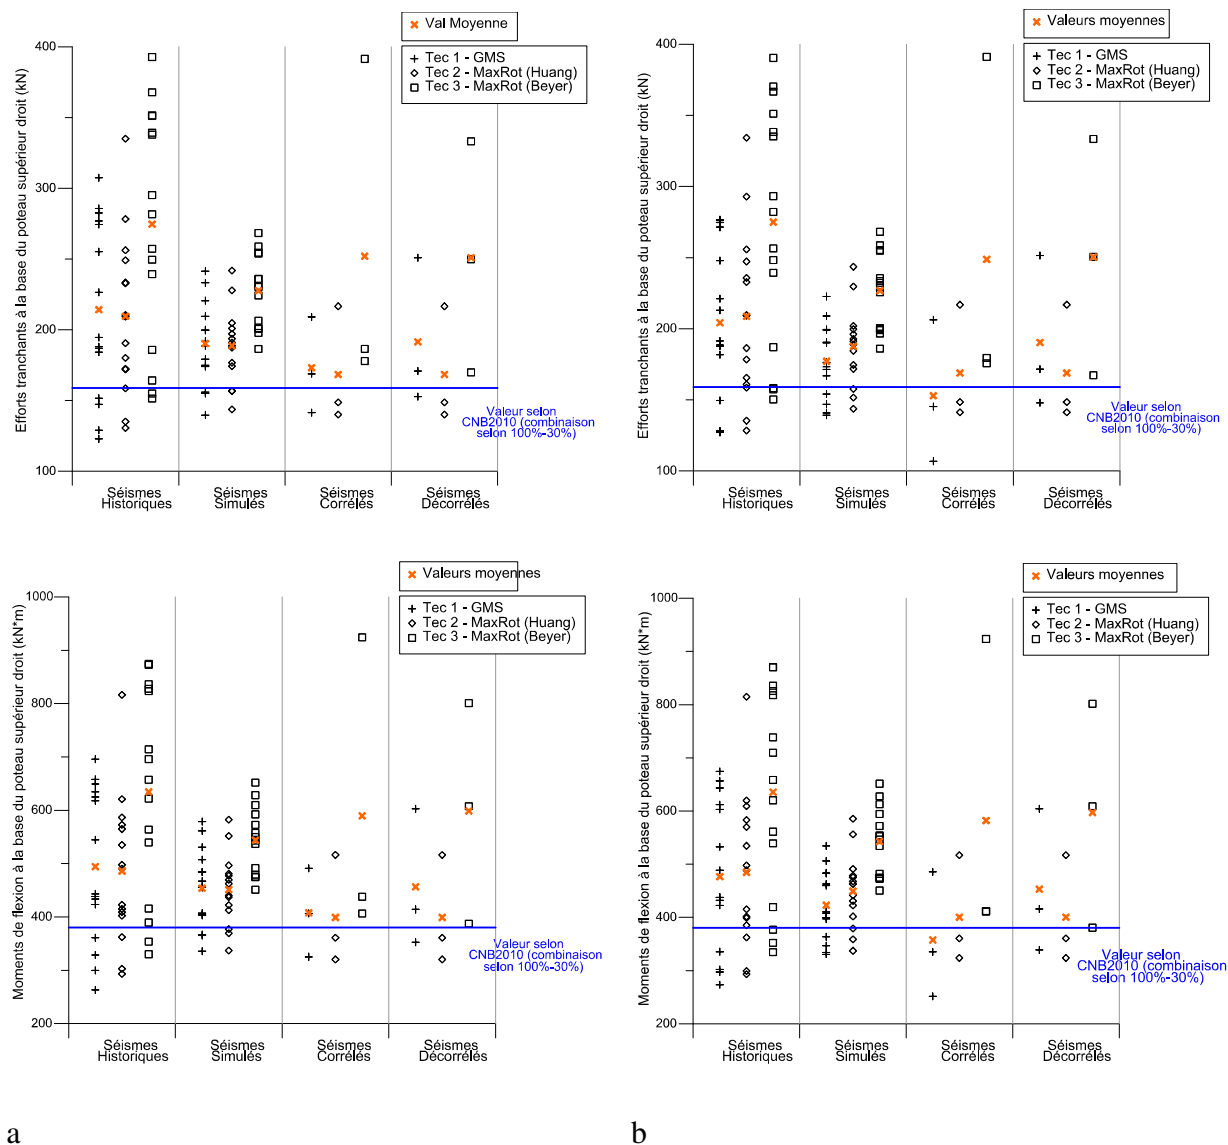 Val Moyenne
Tec 1 - GMS
Tec 2 - MaxRot (Huang)
Tec 3 - MaxRot (Beyer)
Efforts tranchants à la base du poteau supérieur droit (kN)
400
300
200
100
Valeur selon
CNB2010 (combinaison
selon 100%-30%)
Séismes
Historiques
Séismes
Simulés
Séismes
Corrélés
Séismes
Décorrélés
Valeurs moyennes
Tec 1 - GMS
Tec 2 - MaxRot (Huang)
Tec 3 - MaxRot (Beyer)
Efforts tranchants à la base du poteau supérieur droit (kN)
400
300
200
100
Valeur selon
CNB2010 (combinaison
selon 100%-30%)
Séismes
Historiques
Séismes
Simulés
Séismes
Corrélés
Séismes
Décorrélés
Valeurs moyennes
Tec 1 - GMS
Tec 2 - MaxRot (Huang)
Tec 3 - MaxRot (Beyer)
Moments de flexion à la base du poteau supérieur droit (kN*m)
1000
800
600
400
200
Valeur selon
CNB2010 (combinaison
selon 100%-30%)
Séismes
Historiques
Séismes
Simulés
Séismes
Corrélés
Séismes
Décorrélés
Valeurs moyennes
Tec 1 - GMS
Tec 2 - MaxRot (Huang)
Tec 3 - MaxRot (Beyer)
Moments de flexion à la base du poteau supérieur droit (kN*m)
1000
800
600
400
200
Valeur selon
CNB2010 (combinaison
selon 100%-30%)
Séismes
Historiques
Séismes
Simulés
Séismes
Corrélés
Séismes
Décorrélés
a
b